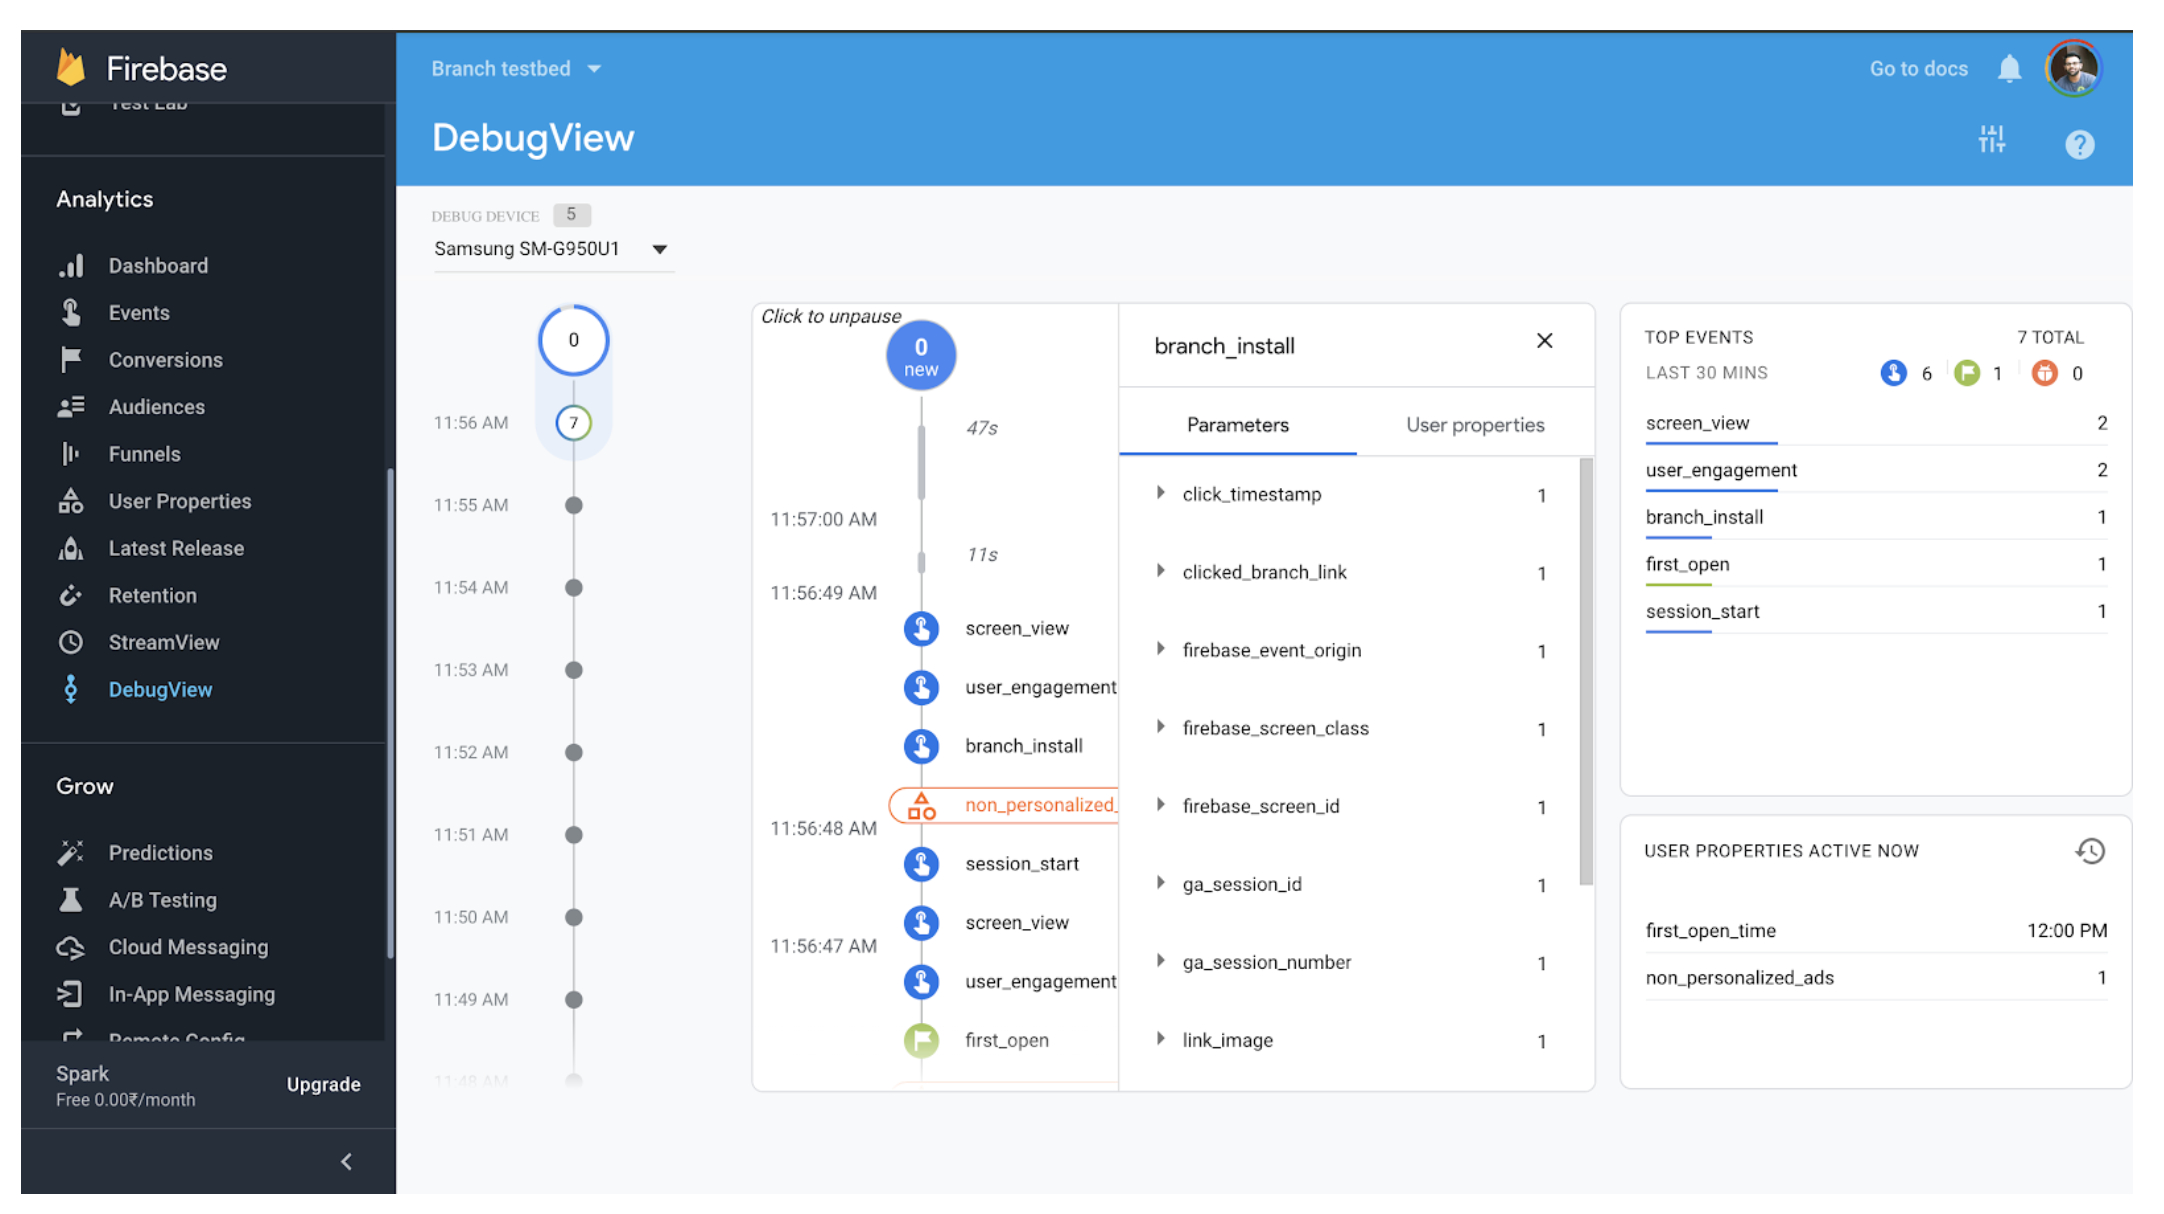 Firebase
Test Lab
Analytics
Dashboard
Events
Conversions
Audiences
Funnels
User Properties
Latest Release
Retention
StreamView
DebugView
Grow
Predictions
A/B Testing
Cloud Messaging
In-App Messaging
Remote Config
Spark
Free 0.00₹/month
Upgrade
Branch testbed
Go to docs
DebugView
DEBUG DEVICE 5
Samsung SM-G950U1
0
11:56 AM 7
11:55 AM
11:54 AM
11:53 AM
11:52 AM
11:51 AM
11:50 AM
11:49 AM
11:48 AM
Click to unpause
0
new
47s
11:57:00 AM
11s
11:56:49 AM
screen_view
user_engagement
branch_install
non_personalized_
11:56:48 AM
session_start
screen_view
11:56:47 AM
user_engagement
first_open
branch_install
Parameters User properties
click_timestamp 1
clicked_branch_link 1
firebase_event_origin 1
firebase_screen_class 1
firebase_screen_id 1
ga_session_id 1
ga_session_number 1
link_image 1
TOP EVENTS 7 TOTAL
LAST 30 MINS 6 1 0
screen_view 2
user_engagement 2
branch_install 1
first_open 1
session_start 1
USER PROPERTIES ACTIVE NOW
first_open_time 12:00 PM
non_personalized_ads 1